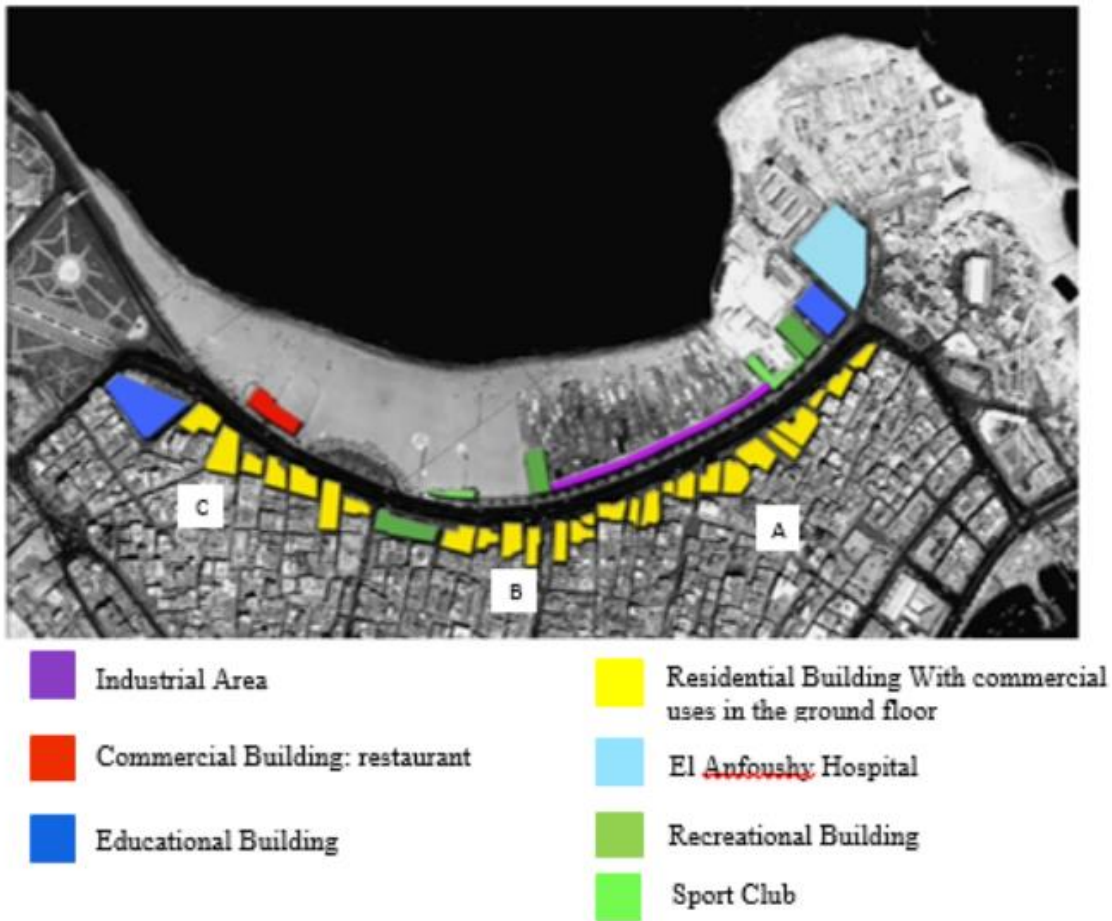 C
A
B
Industrial Area
Commercial Building: restaurant
Educational Building
Residential Building With commercial
uses in the ground floor
El Anfoushy Hospital
Recreational Building
Sport Club